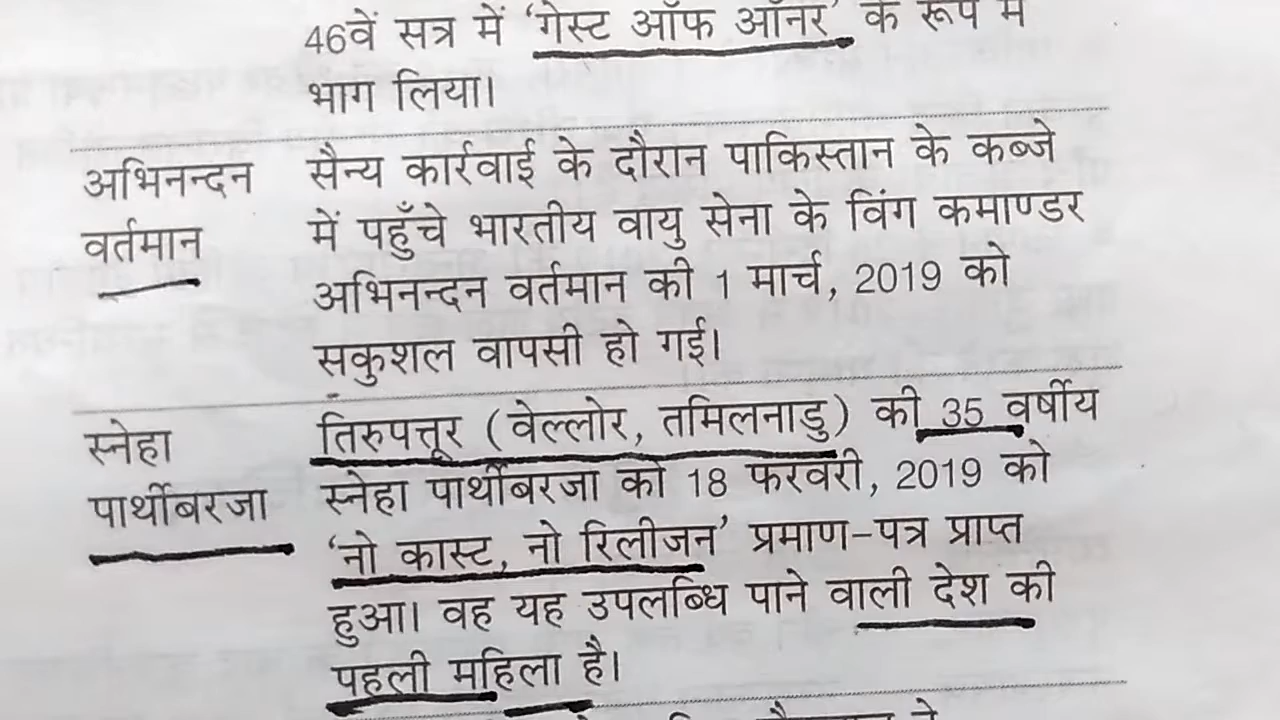 46वें सत्र में ‘गेस्ट ऑफ ऑनर’ के रूप में
भाग लिया।
अभिनन्दन
वर्तमान
सैन्य कार्रवाई के दौरान पाकिस्तान के कब्जे
में पहुँचे भारतीय वायु सेना के विंग कमाण्डर
अभिनन्दन वर्तमान की 1 मार्च, 2019 को
सकुशल वापसी हो गई।
स्नेहा
पार्थीबरजा
तिरुपत्तूर (वेल्लोर, तमिलनाडु) की 35 वर्षीय
स्नेहा पार्थीबरजा को 18 फरवरी, 2019 को
‘नो कास्ट, नो रिलीजन’ प्रमाण-पत्र प्राप्त
हुआ। वह यह उपलब्धि पाने वाली देश की
पहली महिला है।